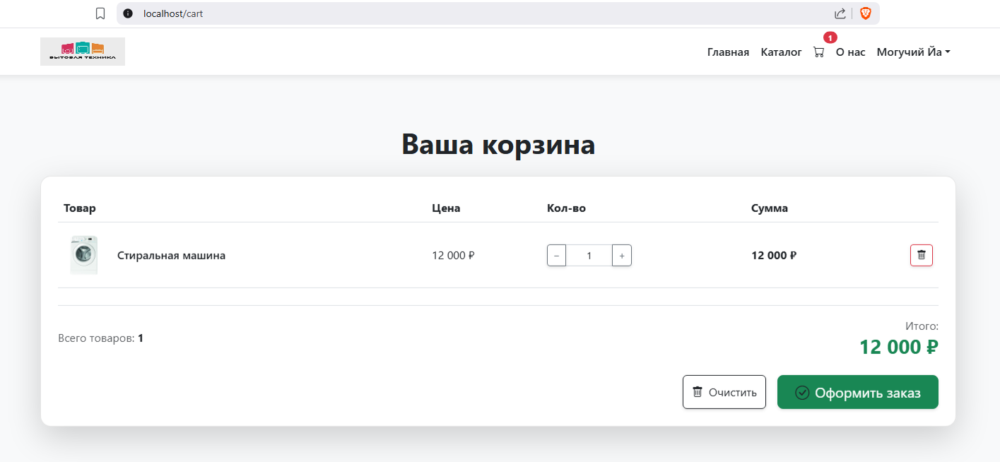 localhost/cart
БЫТОВАЯ ТЕХНИКА
Главная Каталог 1 О нас Могучий Йа
Ваша корзина
Товар Цена Кол-во Сумма
Стиральная машина 12 000 ₽ − 1 + 12 000 ₽
Итого:
Всего товаров: 1
12 000 ₽
Очистить Оформить заказ